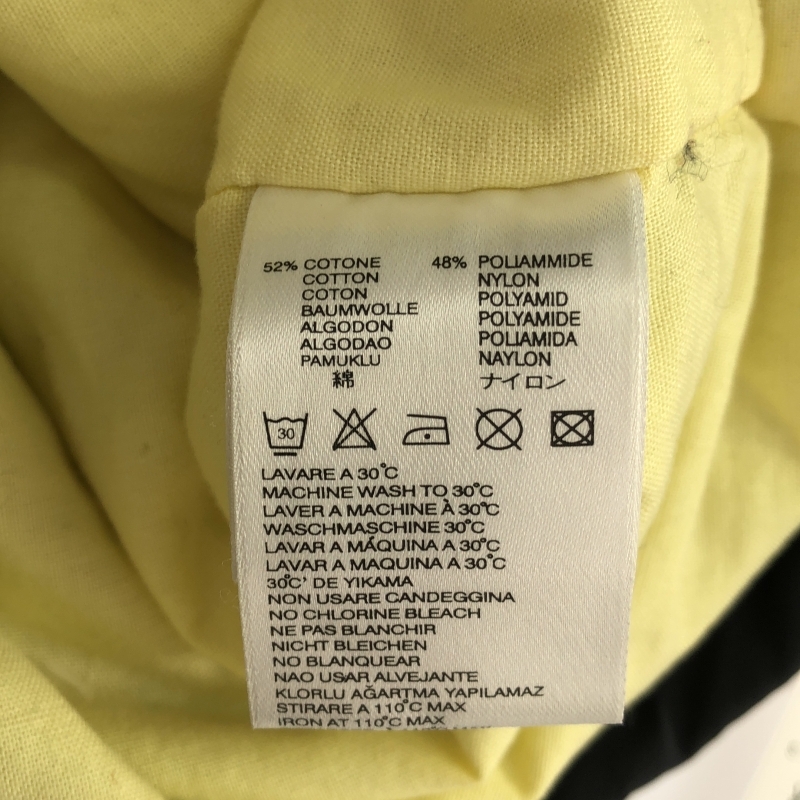 52% COTONE 48% POLIAMMIDE
COTTON NYLON
COTON POLYAMID
BAUMWOLLE POLYAMIDE
ALGODON POLIAMIDA
ALGODAO NAYLON
PAMUKLU ナイロン
綿
30
LAVARE A 30°C
MACHINE WASH TO 30°C
LAVER A MACHINE À 30°C
WASCHMASCHINE 30°C
LAVAR A MÁQUINA A 30°C
LAVAR A MAQUINA A 30°C
30°C' DE YIKAMA
NON USARE CANDEGGINA
NO CHLORINE BLEACH
NE PAS BLANCHIR
NICHT BLEICHEN
NO BLANQUEAR
NAO USAR ALVEJANTE
KLORLU AĞARTMA YAPILAMAZ
STIRARE A 110°C MAX
IRON AT 110°C MAX